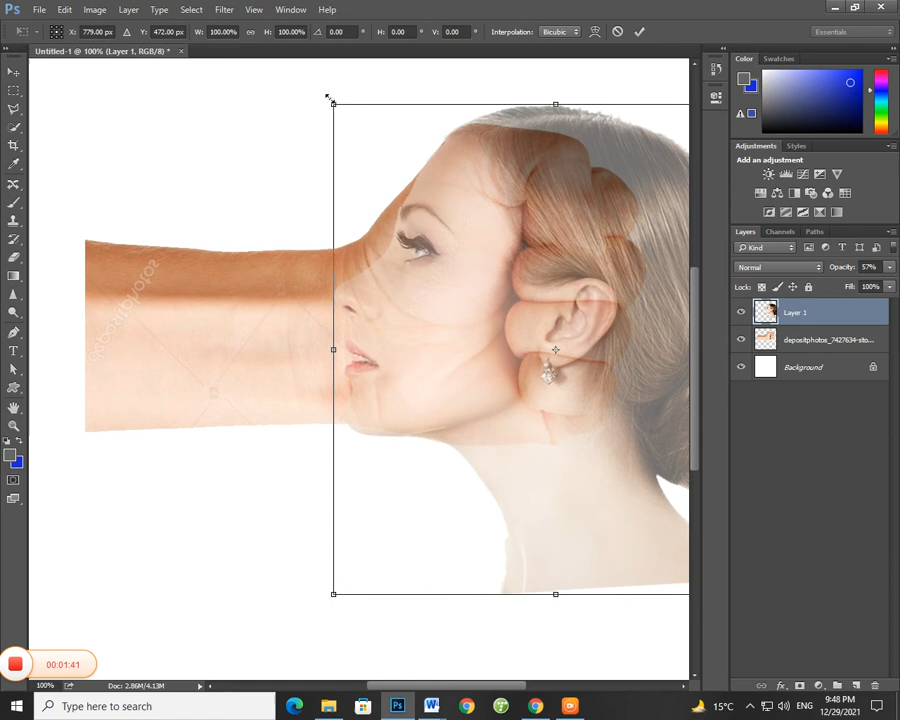 Ps File Edit Image Layer Type Select Filter View Window Help
X: 779.00 px Y: 472.00 px W: 100.00% H: 100.00% 0.00 ° H: 0.00 ° V: 0.00 ° Interpolation: Bicubic Essentials
Untitled-1 @ 100% (Layer 1, RGB/8) * ×
Color Swatches
Adjustments Styles
Add an adjustment
Layers Channels Paths
Kind T
Normal Opacity: 57%
Lock: Fill: 100%
Layer 1
depositphotos_7427634-sto...
Background
depositphotos
00:01:41
100% Doc: 2.86M/4.13M fx
Type here to search
Ps W 15°C ENG 9:48 PM
12/29/2021